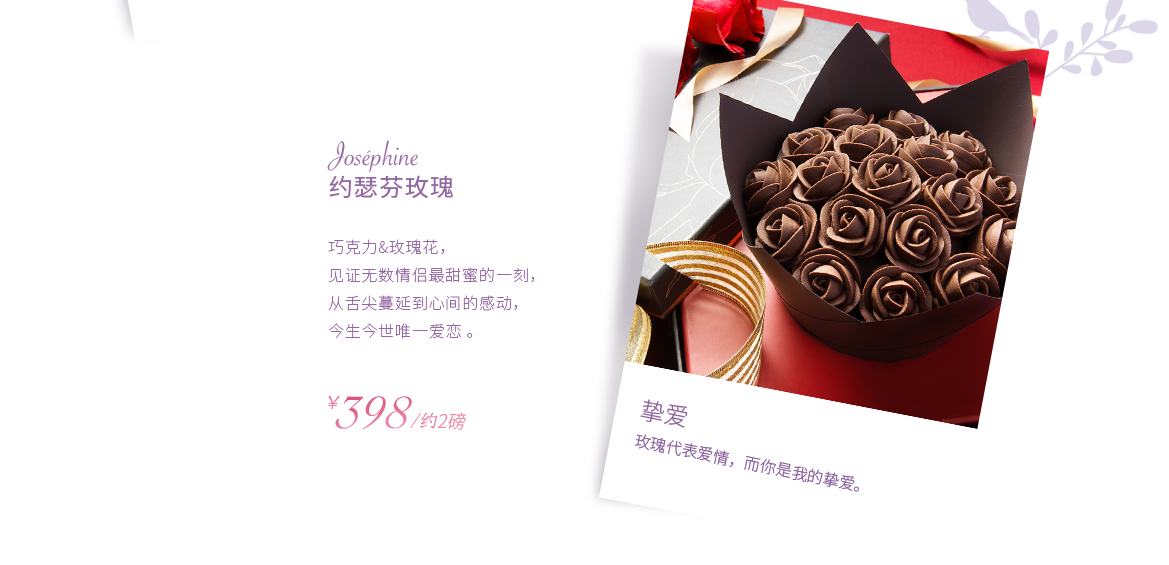 Joséphine
约瑟芬玫瑰
巧克力&玫瑰花，
见证无数情侣最甜蜜的一刻，
从舌尖蔓延到心间的感动，
今生今世唯一爱恋 。
¥398/约2磅
挚爱
玫瑰代表爱情，而你是我的挚爱。